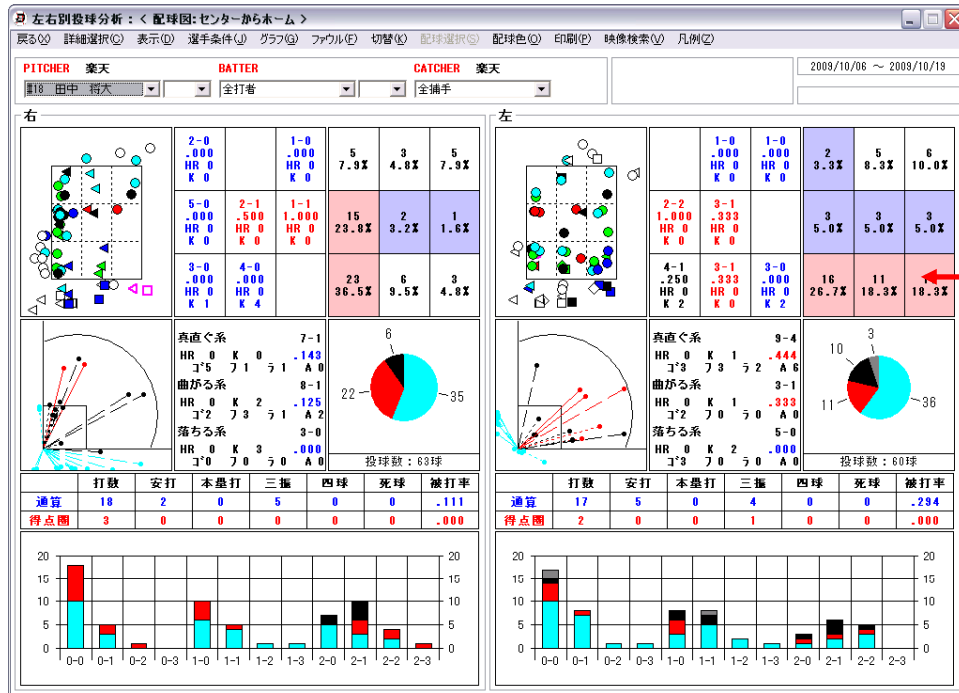 左右別投球分析:< 配球図:センターからホーム >
戻る(X) 詳細選択(C) 表示(D) 選手条件(J) グラフ(G) ファウル(F) 切替(K) 配球選択(S) 配球色(O) 印刷(P) 映像検索(V) 凡例(Z)
PITCHER 楽天 BATTER CATCHER 楽天
#18 田中 将大 全打者 全捕手
2009/10/06 ～ 2009/10/19
右
2-0 1-0
.000 .000
HR 0 HR 0
K 0 K 0
5 3 5
7.9% 4.8% 7.9%
5-0 2-1 1-1
.000 .500 1.000
HR 0 HR 0 HR 0
K 0 K 0 K 0
15 2 1
23.8% 3.2% 1.6%
3-0 4-0
.000 .000
HR 0 HR 0
K 1 K 4
23 6 3
36.5% 9.5% 4.8%
真直ぐ系 7-1
HR 0 K 0 .143
ゴ5 フ1 ラ1 A0
曲がる系 8-1
HR 0 K 2 .125
ゴ2 フ3 ラ1 A2
落ちる系 3-0
HR 0 K 3 .000
ゴ0 フ0 ラ0 A0
6
22
35
投球数:63球
打数 安打 本塁打 三振 四球 死球 被打率
通算 18 2 0 5 0 0 .111
得点圏 3 0 0 0 0 0 .000
20 20
15 15
10 10
5 5
0 0
0-0 0-1 0-2 0-3 1-0 1-1 1-2 1-3 2-0 2-1 2-2 2-3
左
1-0 1-0
.000 .000
HR 0 HR 0
K 0 K 0
2 5 6
3.3% 8.3% 10.0%
2-2 3-1
1.000 .333
HR 0 HR 0
K 0 K 0
3 3 3
5.0% 5.0% 5.0%
4-1 3-1 3-0
.250 .333 .000
HR 0 HR 0 HR 0
K 2 K 0 K 2
16 11
26.7% 18.3% 18.3%
真直ぐ系 9-4
HR 0 K 1 .444
ゴ3 フ3 ラ2 A6
曲がる系 3-1
HR 0 K 1 .333
ゴ2 フ0 ラ0 A0
落ちる系 5-0
HR 0 K 2 .000
ゴ3 フ0 ラ0 A0
3
10
11
36
投球数:60球
打数 安打 本塁打 三振 四球 死球 被打率
通算 17 5 0 4 0 0 .294
得点圏 2 0 0 1 0 0 .000
20 20
15 15
10 10
5 5
0 0
0-0 0-1 0-2 0-3 1-0 1-1 1-2 1-3 2-0 2-1 2-2 2-3